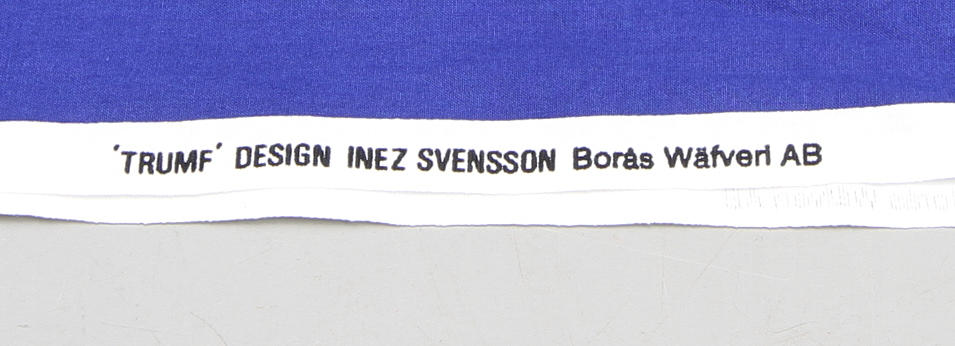 'TRUMF' DESIGN INEZ SVENSSON Borås Wäfveri AB